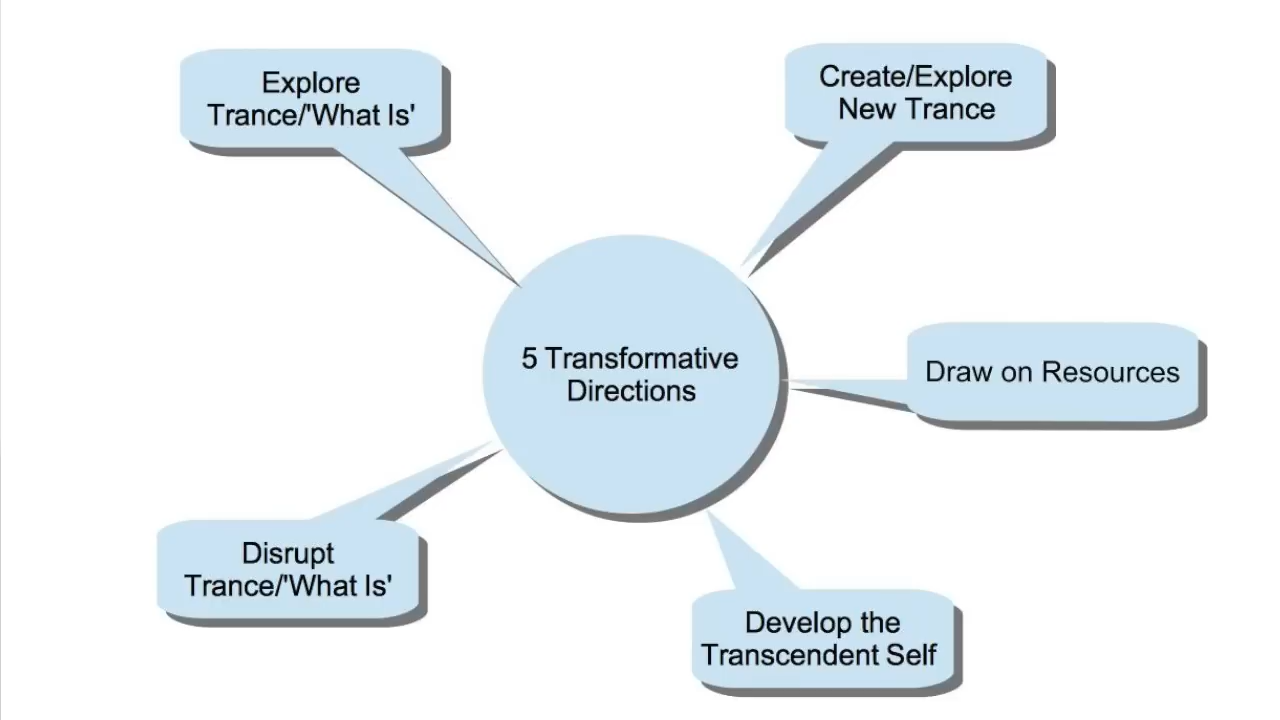 Explore
Trance/'What Is'
Create/Explore
New Trance
5 Transformative
Directions
Draw on Resources
Disrupt
Trance/'What Is'
Develop the
Transcendent Self